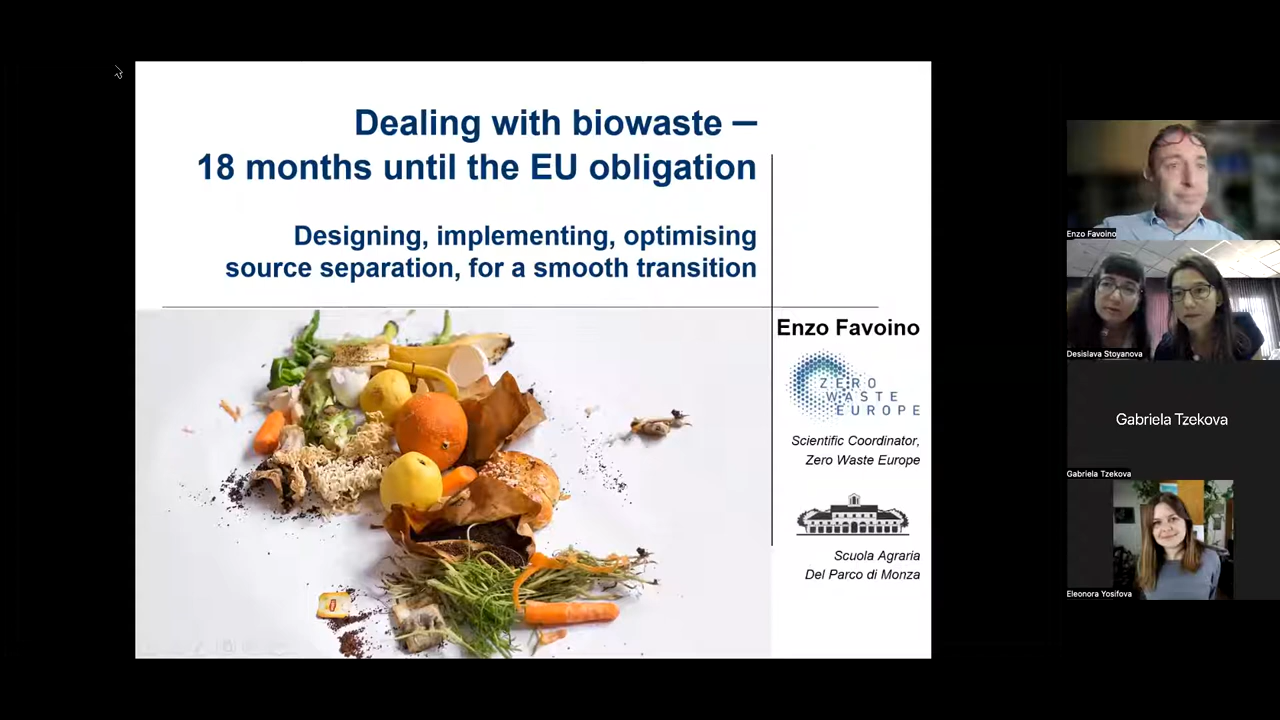 Dealing with biowaste –
18 months until the EU obligation
Designing, implementing, optimising
source separation, for a smooth transition
Enzo Favoino
ZERO
WASTE
EUROPE
Scientific Coordinator,
Zero Waste Europe
Scuola Agraria
Del Parco di Monza
Enzo Favoino
Desislava Stoyanova
Gabriela Tzekova
Gabriela Tzekova
Eleonora Yosifova